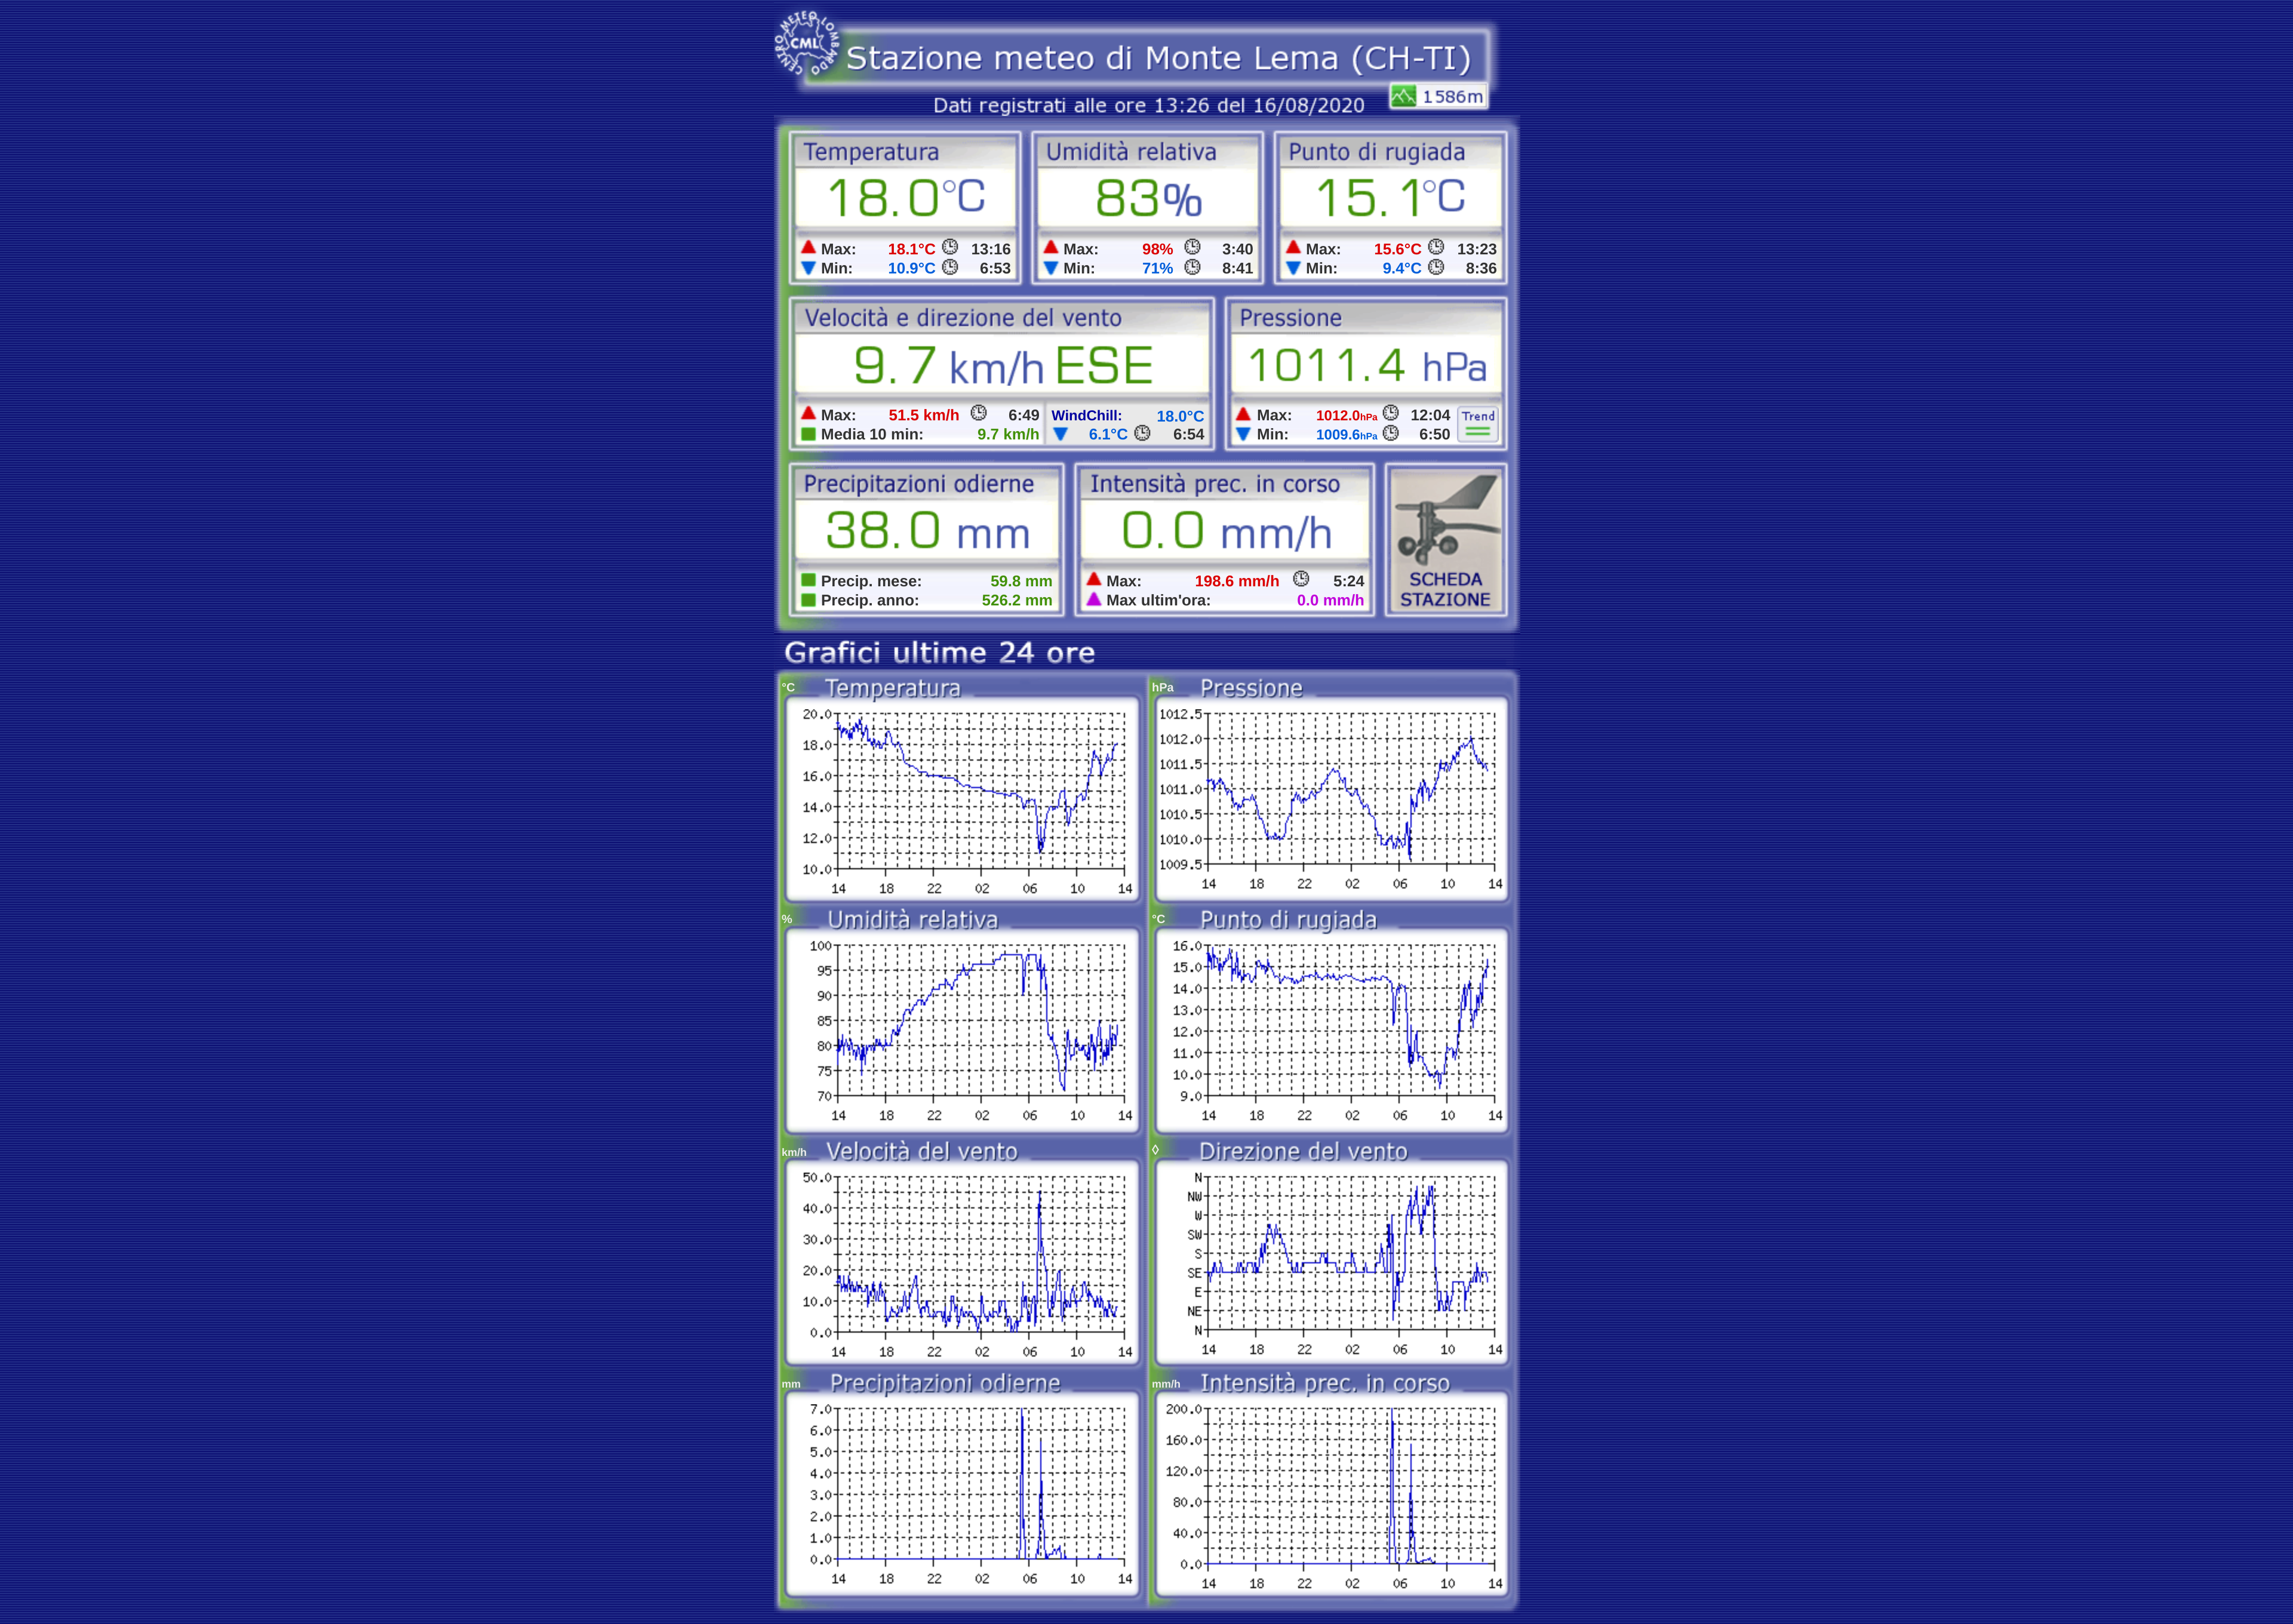 CENTRO METEO LOMBARDO
CML
Stazione meteo di Monte Lema (CH-TI)
Dati registrati alle ore 13:26 del 16/08/2020
1586m
Temperatura Umidità relativa Punto di rugiada
18.0°C 83% 15.1°C
Max: 18.1°C 13:16 Max: 98% 3:40 Max: 15.6°C 13:23
Min: 10.9°C 6:53 Min: 71% 8:41 Min: 9.4°C 8:36
Velocità e direzione del vento Pressione
9.7 km/h ESE 1011.4 hPa
Max: 51.5 km/h 6:49 WindChill: 18.0°C Max: 1012.0hPa 12:04 Trend
Media 10 min: 9.7 km/h 6.1°C 6:54 Min: 1009.6hPa 6:50
Precipitazioni odierne Intensità prec. in corso
38.0 mm 0.0 mm/h
Precip. mese: 59.8 mm Max: 198.6 mm/h 5:24 SCHEDA
Precip. anno: 526.2 mm Max ultim'ora: 0.0 mm/h STAZIONE
Grafici ultime 24 ore
°C Temperatura
20.0
18.0
16.0
14.0
12.0
10.0
14 18 22 02 06 10 14
hPa Pressione
1012.5
1012.0
1011.5
1011.0
1010.5
1010.0
1009.5
14 18 22 02 06 10 14
% Umidità relativa
100
95
90
85
80
75
70
14 18 22 02 06 10 14
°C Punto di rugiada
16.0
15.0
14.0
13.0
12.0
11.0
10.0
9.0
14 18 22 02 06 10 14
km/h Velocità del vento
50.0
40.0
30.0
20.0
10.0
0.0
14 18 22 02 06 10 14
◊ Direzione del vento
N
NW
W
SW
S
SE
E
NE
N
14 18 22 02 06 10 14
mm Precipitazioni odierne
7.0
6.0
5.0
4.0
3.0
2.0
1.0
0.0
14 18 22 02 06 10 14
mm/h Intensità prec. in corso
200.0
160.0
120.0
80.0
40.0
0.0
14 18 22 02 06 10 14